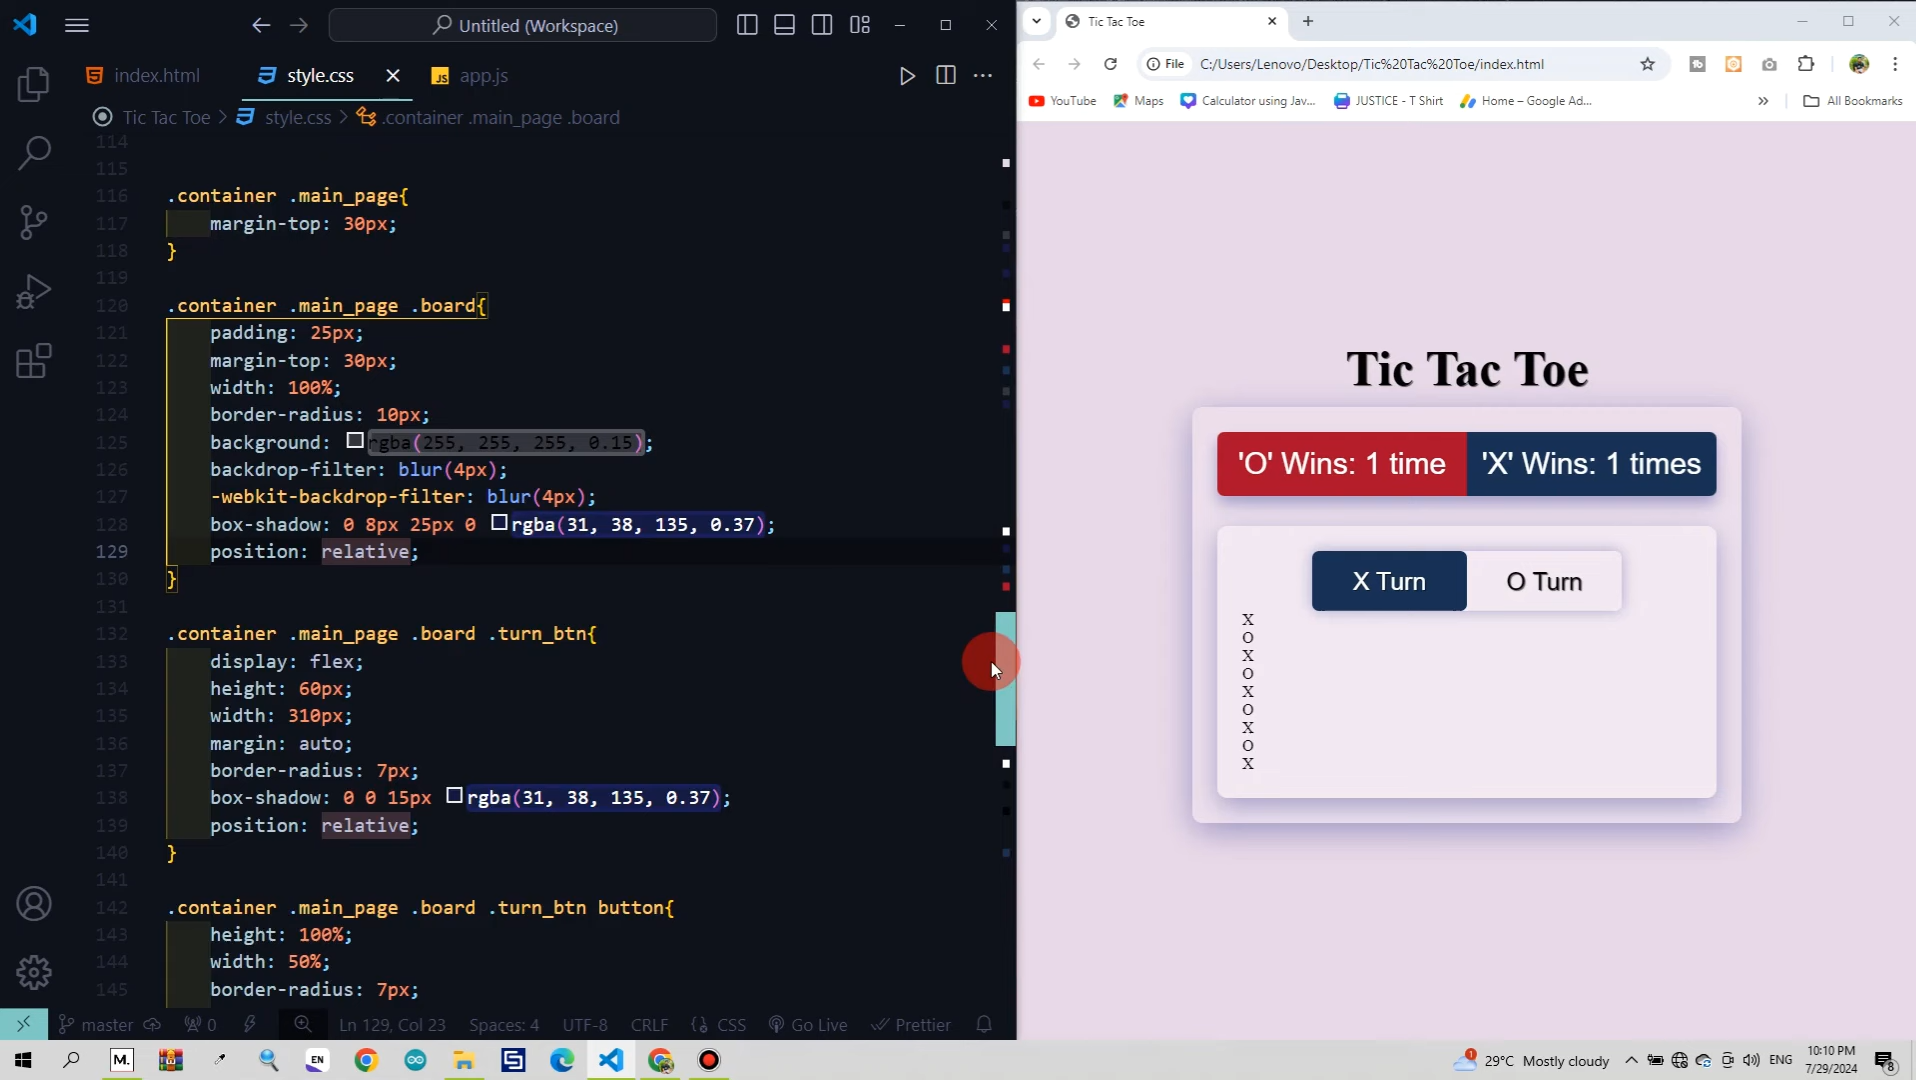 Untitled (Workspace)
index.html
style.css
JS
app.js
Tic Tac Toe > style.css > .container .main_page .board
114
115
116 .container .main_page{
117 margin-top: 30px;
118 }
119
120 .container .main_page .board{
121 padding: 25px;
122 margin-top: 30px;
123 width: 100%;
124 border-radius: 10px;
125 background: rgba(255, 255, 255, 0.15);
126 backdrop-filter: blur(4px);
127 -webkit-backdrop-filter: blur(4px);
128 box-shadow: 0 8px 25px 0 rgba(31, 38, 135, 0.37);
129 position: relative;
130 }
131
132 .container .main_page .board .turn_btn{
133 display: flex;
134 height: 60px;
135 width: 310px;
136 margin: auto;
137 border-radius: 7px;
138 box-shadow: 0 0 15px rgba(31, 38, 135, 0.37);
139 position: relative;
140 }
141
142 .container .main_page .board .turn_btn button{
143 height: 100%;
144 width: 50%;
145 border-radius: 7px;
master
0
Ln 129, Col 23
Spaces: 4
UTF-8
CRLF
{} CSS
Go Live
Prettier
Tic Tac Toe
File
C:/Users/Lenovo/Desktop/Tic%20Tac%20Toe/index.html
YouTube
Maps
Calculator using Jav...
JUSTICE - T Shirt
Home – Google Ad...
»
All Bookmarks
Tic Tac Toe
'O' Wins: 1 time
'X' Wins: 1 times
X Turn
O Turn
X
O
X
O
X
O
X
O
X
M.
EN
1
29°C Mostly cloudy
ENG
10:10 PM
7/29/2024
8